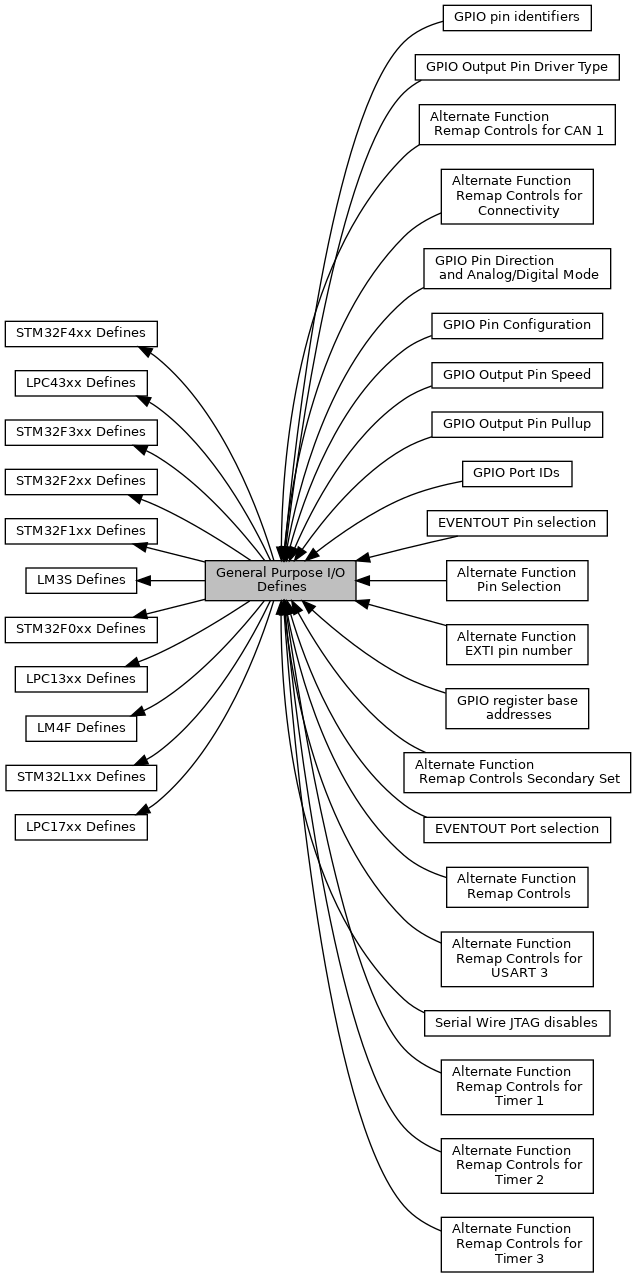 STM32F4xx Defines
LPC43xx Defines
STM32F3xx Defines
STM32F2xx Defines
STM32F1xx Defines
LM3S Defines
STM32F0xx Defines
LPC13xx Defines
LM4F Defines
STM32L1xx Defines
LPC17xx Defines
General Purpose I/O
Defines
GPIO pin identifiers
GPIO Output Pin Driver Type
Alternate Function
Remap Controls for CAN 1
Alternate Function
Remap Controls for
Connectivity
GPIO Pin Direction
and Analog/Digital Mode
GPIO Pin Configuration
GPIO Output Pin Speed
GPIO Output Pin Pullup
GPIO Port IDs
EVENTOUT Pin selection
Alternate Function
Pin Selection
Alternate Function
EXTI pin number
GPIO register base
addresses
Alternate Function
Remap Controls Secondary Set
EVENTOUT Port selection
Alternate Function
Remap Controls
Alternate Function
Remap Controls for
USART 3
Serial Wire JTAG disables
Alternate Function
Remap Controls for
Timer 1
Alternate Function
Remap Controls for
Timer 2
Alternate Function
Remap Controls for
Timer 3